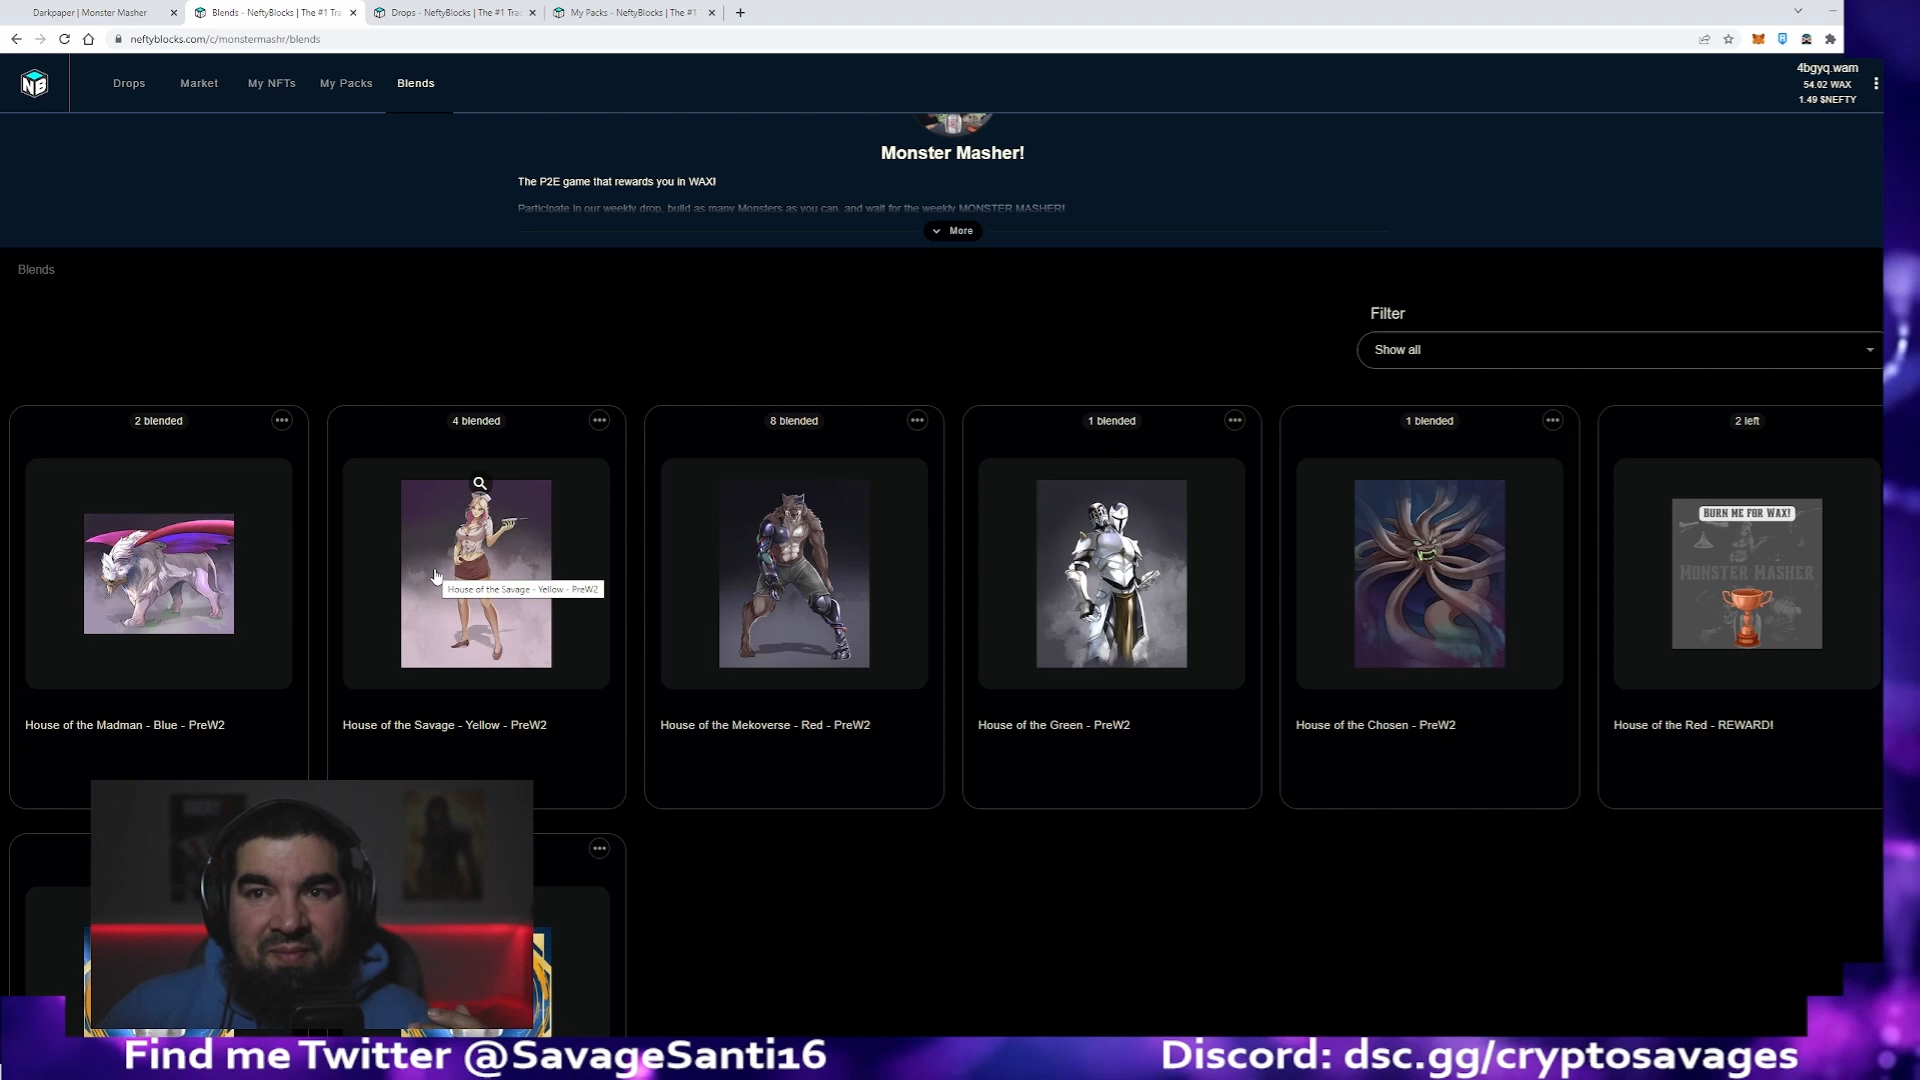 Darkpaper | Monster Masher
Blends - NeftyBlocks | The #1 Tra
Drops - NeftyBlocks | The #1 Tra
My Packs - NeftyBlocks | The #1
neftyblocks.com/c/monstermashr/blends
NB
Drops
Market
My NFTs
My Packs
Blends
4bgyq.wam
54.02 WAX
1.49 $NEFTY
Monster Masher!
The P2E game that rewards you in WAX!
Participate in our weekly drop, build as many Monsters as you can, and wait for the weekly MONSTER MASHER!
More
Blends
Filter
Show all
2 blended
4 blended
8 blended
1 blended
1 blended
2 left
BURN ME FOR WAX!
MONSTER MASHER
House of the Savage - Yellow - PreW2
House of the Madman - Blue - PreW2
House of the Savage - Yellow - PreW2
House of the Mekoverse - Red - PreW2
House of the Green - PreW2
House of the Chosen - PreW2
House of the Red - REWARD!
Find me Twitter @SavageSanti16
Discord: dsc.gg/cryptosavages